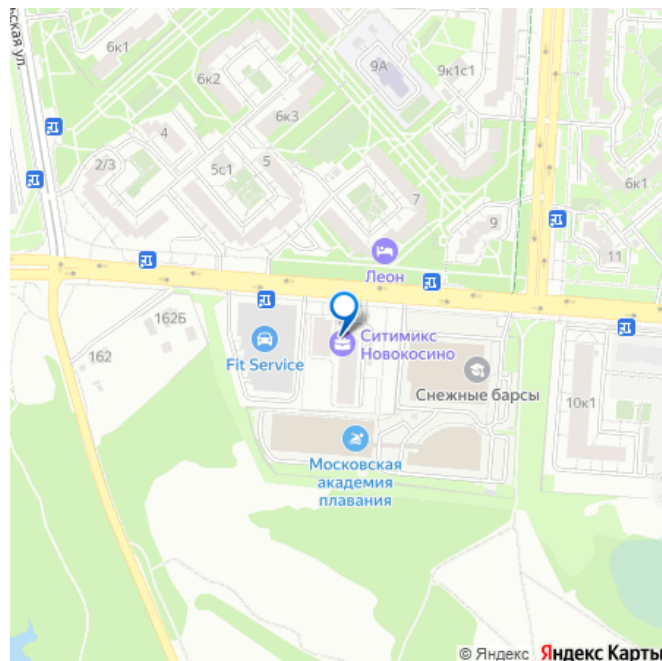 ьская ул.
6к1
6к2
9А
9к1с1
6к3
4
2/3
5с1
5
7
6к1
9
11
Леон
162Б
162
Fit Service
Ситимикс
Новокосино
Снежные барсы
10к1
Московская
академия
плавания
© Яндекс Яндекс Карты